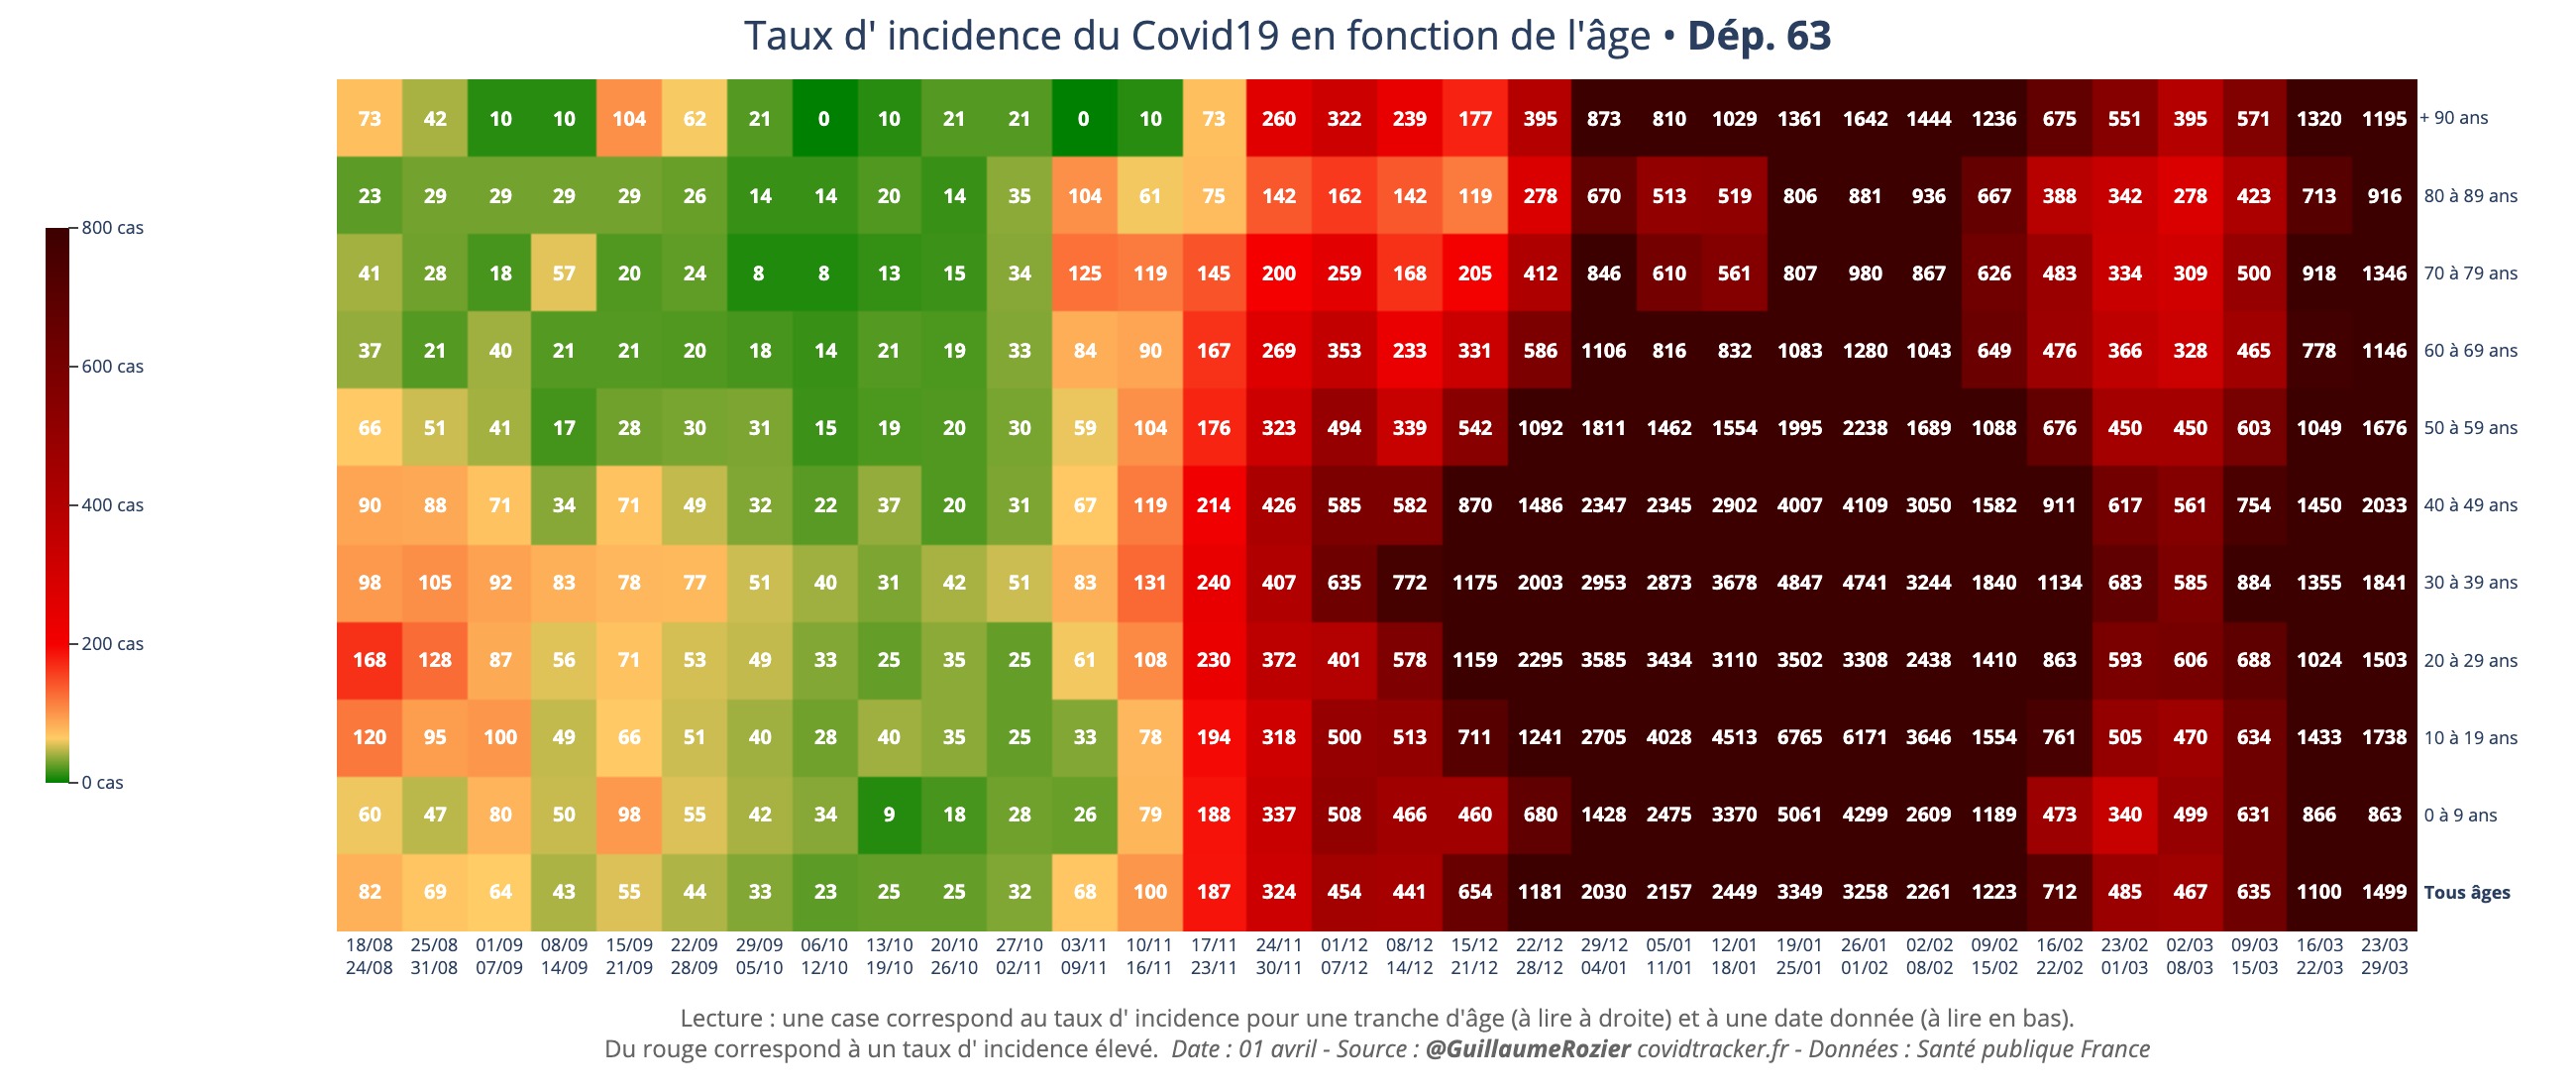 Taux d' incidence du Covid19 en fonction de l'âge • Dép. 63
73 42 10 10 104 62 21 0 10 21 21 0 10 73 260 322 239 177 395 873 810 1029 1361 1642 1444 1236 675 551 395 571 1320 1195 + 90 ans
23 29 29 29 29 26 14 14 20 14 35 104 61 75 142 162 142 119 278 670 513 519 806 881 936 667 388 342 278 423 713 916 80 à 89 ans
800 cas
41 28 18 57 20 24 8 8 13 15 34 125 119 145 200 259 168 205 412 846 610 561 807 980 867 626 483 334 309 500 918 1346 70 à 79 ans
37 21 40 21 21 20 18 14 21 19 33 84 90 167 269 353 233 331 586 1106 816 832 1083 1280 1043 649 476 366 328 465 778 1146 60 à 69 ans
600 cas
66 51 41 17 28 30 31 15 19 20 30 59 104 176 323 494 339 542 1092 1811 1462 1554 1995 2238 1689 1088 676 450 450 603 1049 1676 50 à 59 ans
400 cas
90 88 71 34 71 49 32 22 37 20 31 67 119 214 426 585 582 870 1486 2347 2345 2902 4007 4109 3050 1582 911 617 561 754 1450 2033 40 à 49 ans
98 105 92 83 78 77 51 40 31 42 51 83 131 240 407 635 772 1175 2003 2953 2873 3678 4847 4741 3244 1840 1134 683 585 884 1355 1841 30 à 39 ans
200 cas
168 128 87 56 71 53 49 33 25 35 25 61 108 230 372 401 578 1159 2295 3585 3434 3110 3502 3308 2438 1410 863 593 606 688 1024 1503 20 à 29 ans
120 95 100 49 66 51 40 28 40 35 25 33 78 194 318 500 513 711 1241 2705 4028 4513 6765 6171 3646 1554 761 505 470 634 1433 1738 10 à 19 ans
0 cas
60 47 80 50 98 55 42 34 9 18 28 26 79 188 337 508 466 460 680 1428 2475 3370 5061 4299 2609 1189 473 340 499 631 866 863 0 à 9 ans
82 69 64 43 55 44 33 23 25 25 32 68 100 187 324 454 441 654 1181 2030 2157 2449 3349 3258 2261 1223 712 485 467 635 1100 1499 Tous âges
18/08 25/08 01/09 08/09 15/09 22/09 29/09 06/10 13/10 20/10 27/10 03/11 10/11 17/11 24/11 01/12 08/12 15/12 22/12 29/12 05/01 12/01 19/01 26/01 02/02 09/02 16/02 23/02 02/03 09/03 16/03 23/03
24/08 31/08 07/09 14/09 21/09 28/09 05/10 12/10 19/10 26/10 02/11 09/11 16/11 23/11 30/11 07/12 14/12 21/12 28/12 04/01 11/01 18/01 25/01 01/02 08/02 15/02 22/02 01/03 08/03 15/03 22/03 29/03
Lecture : une case correspond au taux d' incidence pour une tranche d'âge (à lire à droite) et à une date donnée (à lire en bas).
Du rouge correspond à un taux d' incidence élevé. Date : 01 avril - Source : @GuillaumeRozier covidtracker.fr - Données : Santé publique France